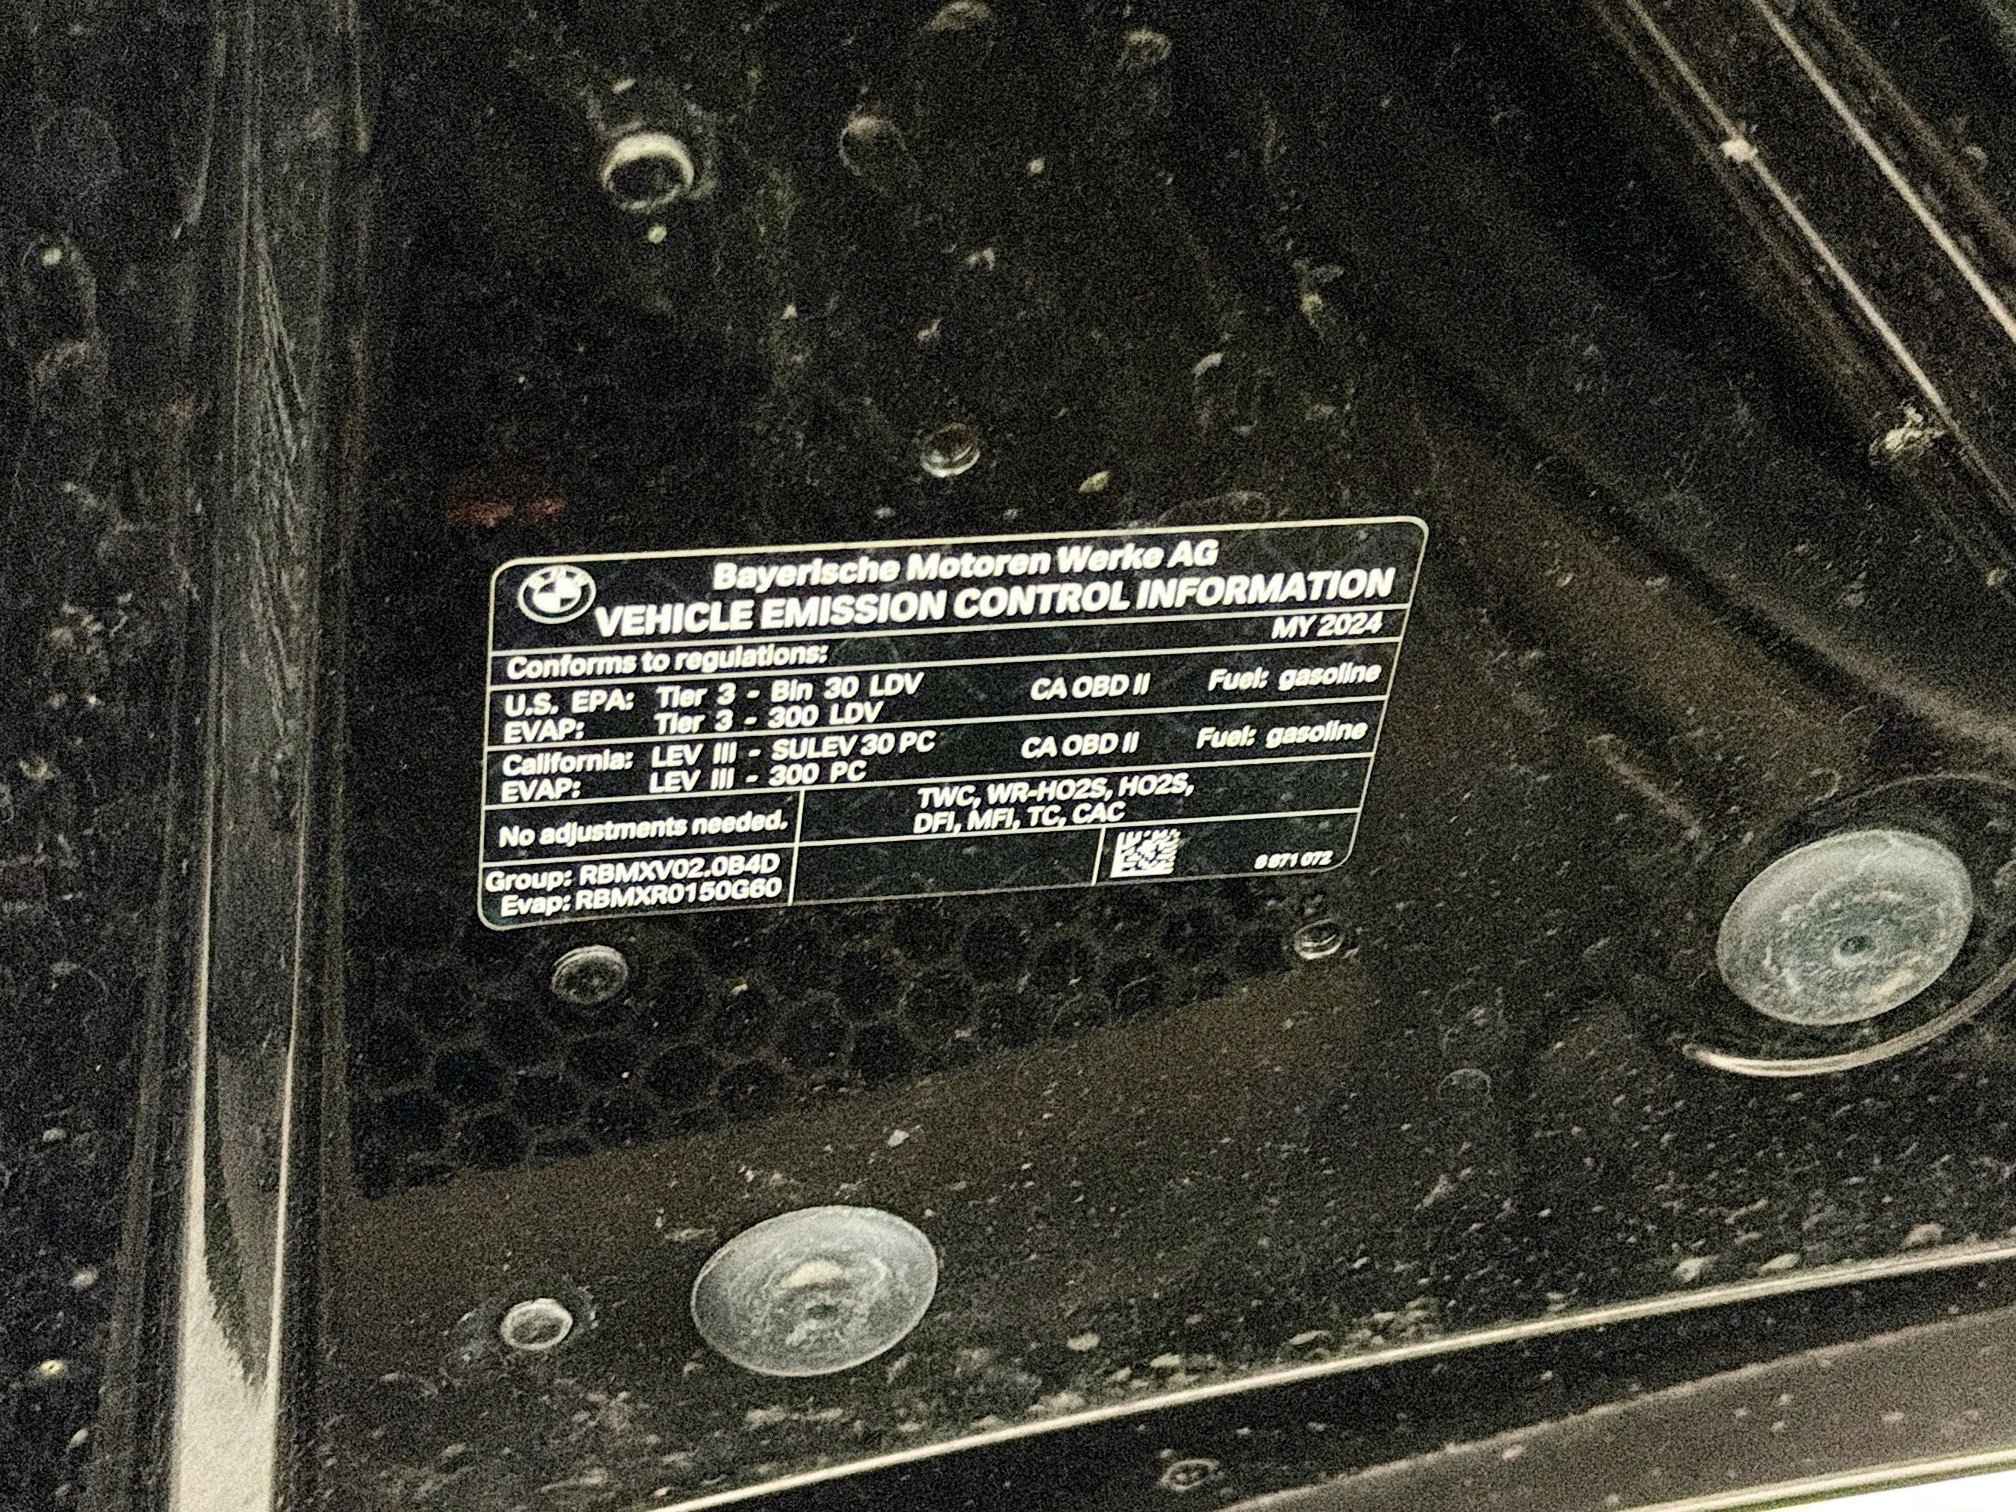 Bayerische Motoren Werke AG
VEHICLE EMISSION CONTROL INFORMATION
MY 2024
Conforms to regulations:
U.S. EPA: Tier 3 - Bin 30 LDV CA OBD II Fuel: gasoline
EVAP: Tier 3 - 300 LDV
California: LEV III - SULEV 30 PC CA OBD II Fuel: gasoline
EVAP: LEV III - 300 PC
No adjustments needed.
TWC, WR-HO2S, HO2S,
DFI, MFI, TC, CAC
Group: RBMXV02.0B4D
Evap: RBMXR0150G60